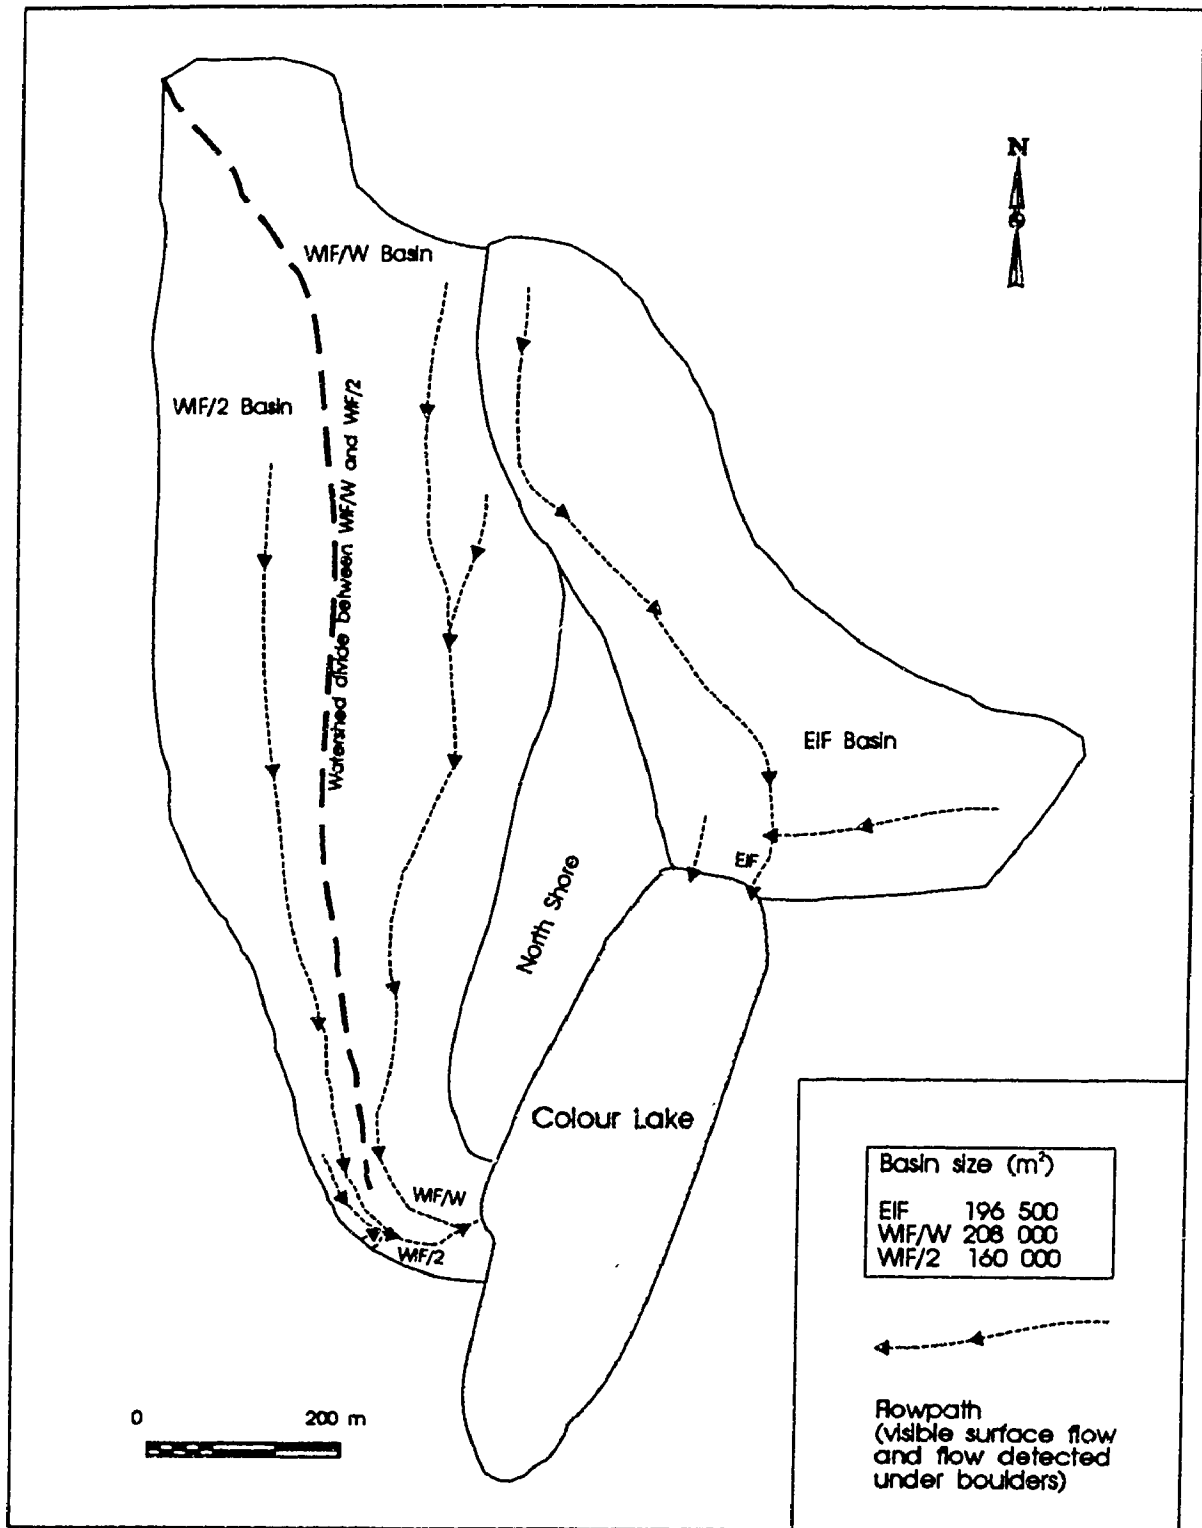 N
WIF/W Basin
WIF/2 Basin
Watershed divide between WIF/W and WIF/2
EIF Basin
EIF
North Shore
Colour Lake
WIF/W
WIF/2
Basin size (m²)
EIF 196 500
WIF/W 208 000
WIF/2 160 000
0 200 m
Flowpath
(visible surface flow
and flow detected
under boulders)